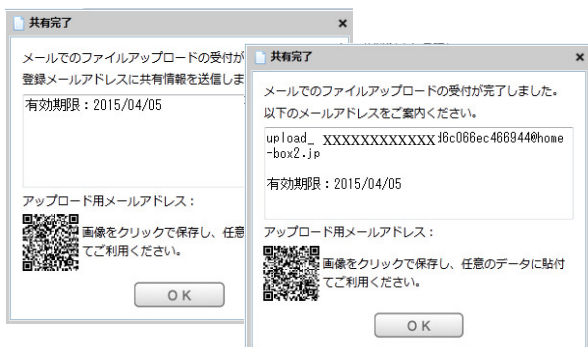 共有完了
メールでのファイルアップロードの受付が
登録メールアドレスに共有情報を送信しま
有効期限：2015/04/05
アップロード用メールアドレス：
画像をクリックで保存し、任意
てご利用ください。
ＯＫ
共有完了
メールでのファイルアップロードの受付が完了しました。
以下のメールアドレスをご案内ください。
upload_ XXXXXXXXXXXXX d6c066ec466944@home
-box2.jp
有効期限：2015/04/05
アップロード用メールアドレス：
画像をクリックで保存し、任意のデータに貼付
てご利用ください。
ＯＫ